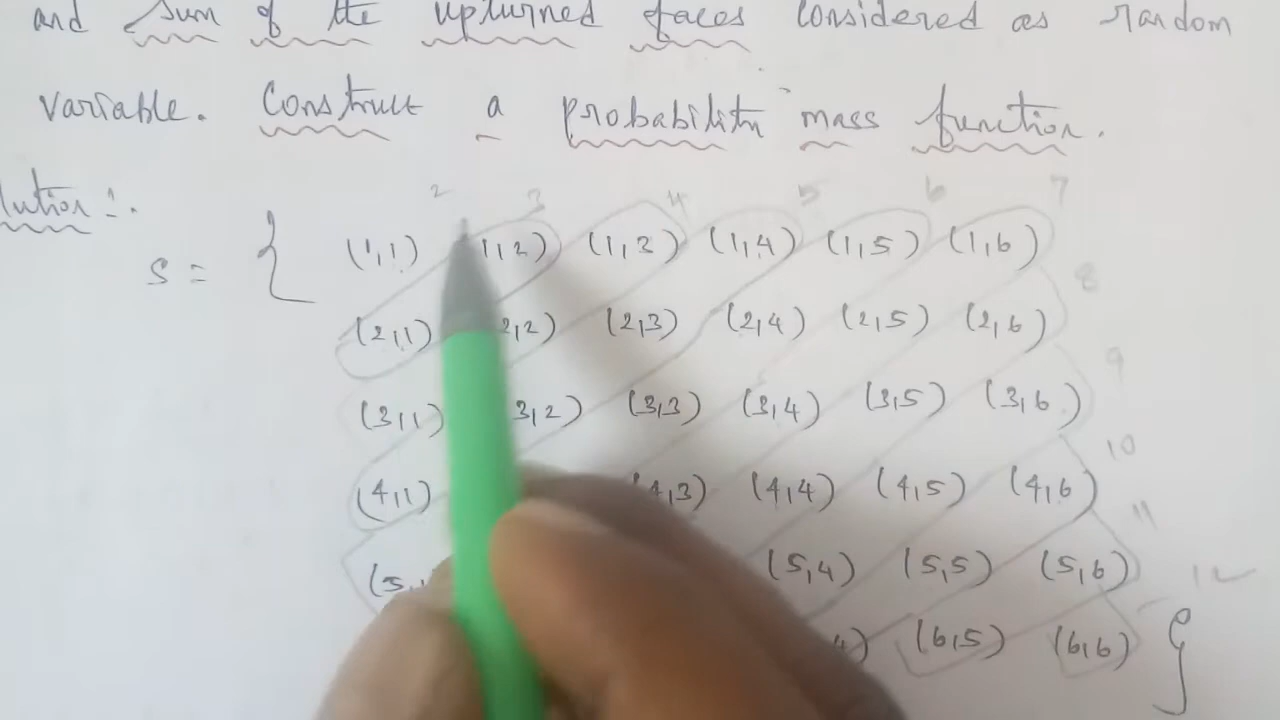 and sum of the upturned faces considered as random
variable. Construct a probability mass function.
lution :-
2 3 4 5 6 7
S = { (1,1) 1,2) (1,3) (1,4) (1,5) (1,6)
8
(2,1) 2,2) (2,3) (2,4) (2,5) (2,6)
9
(3,1) 3,2) (3,3) (3,4) (3,5) (3,6)
10
(4,1) 4,3) (4,4) (4,5) (4,6)
11
(5, (5,4) (5,5) (5,6)
12
4) (6,5) (6,6) }